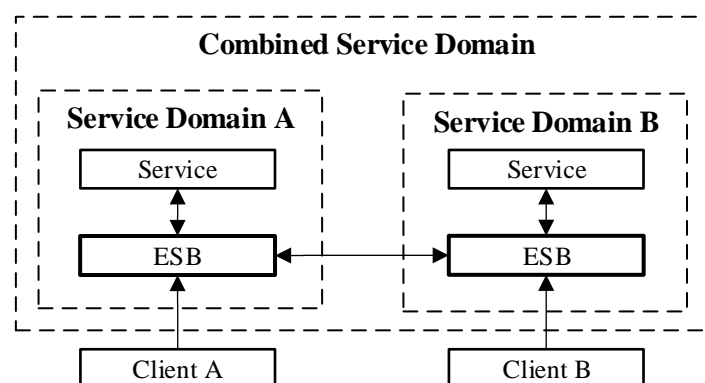 Combined Service Domain
Service Domain A
Service Domain B
Service
Service
ESB
ESB
Client A
Client B